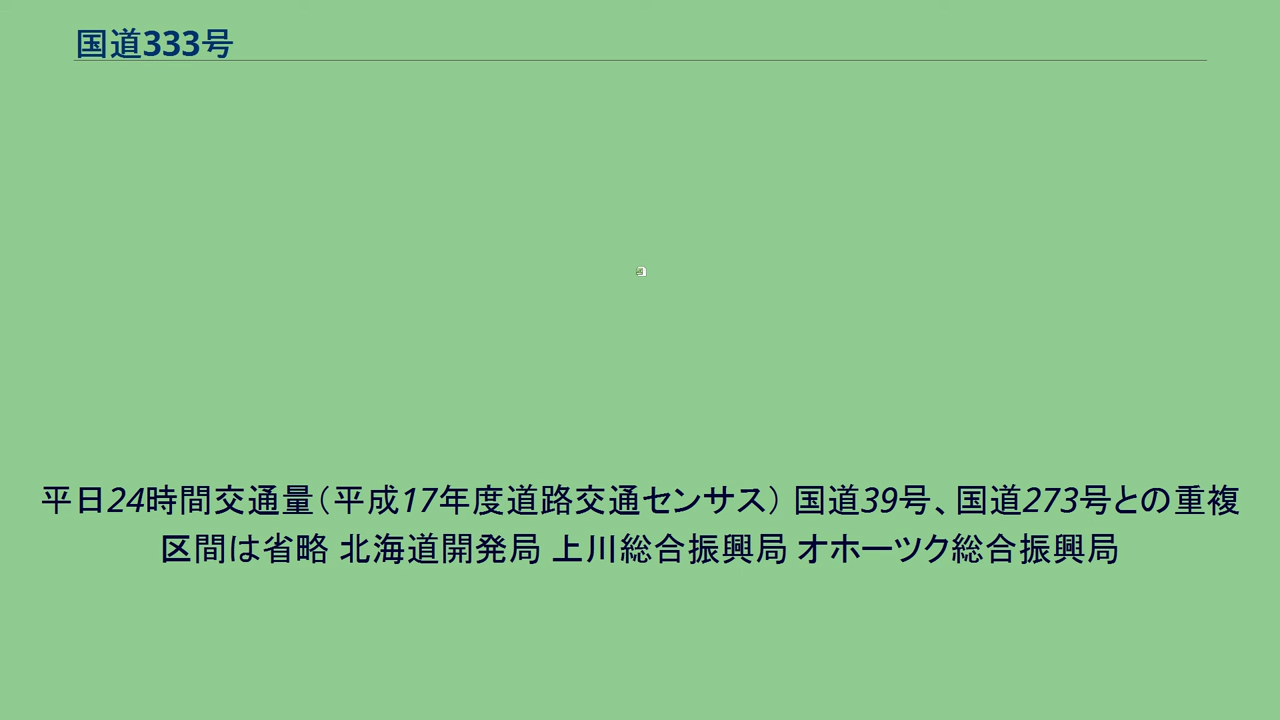 国道333号
平日24時間交通量（平成17年度道路交通センサス） 国道39号、国道273号との重複
区間は省略 北海道開発局 上川総合振興局 オホーツク総合振興局